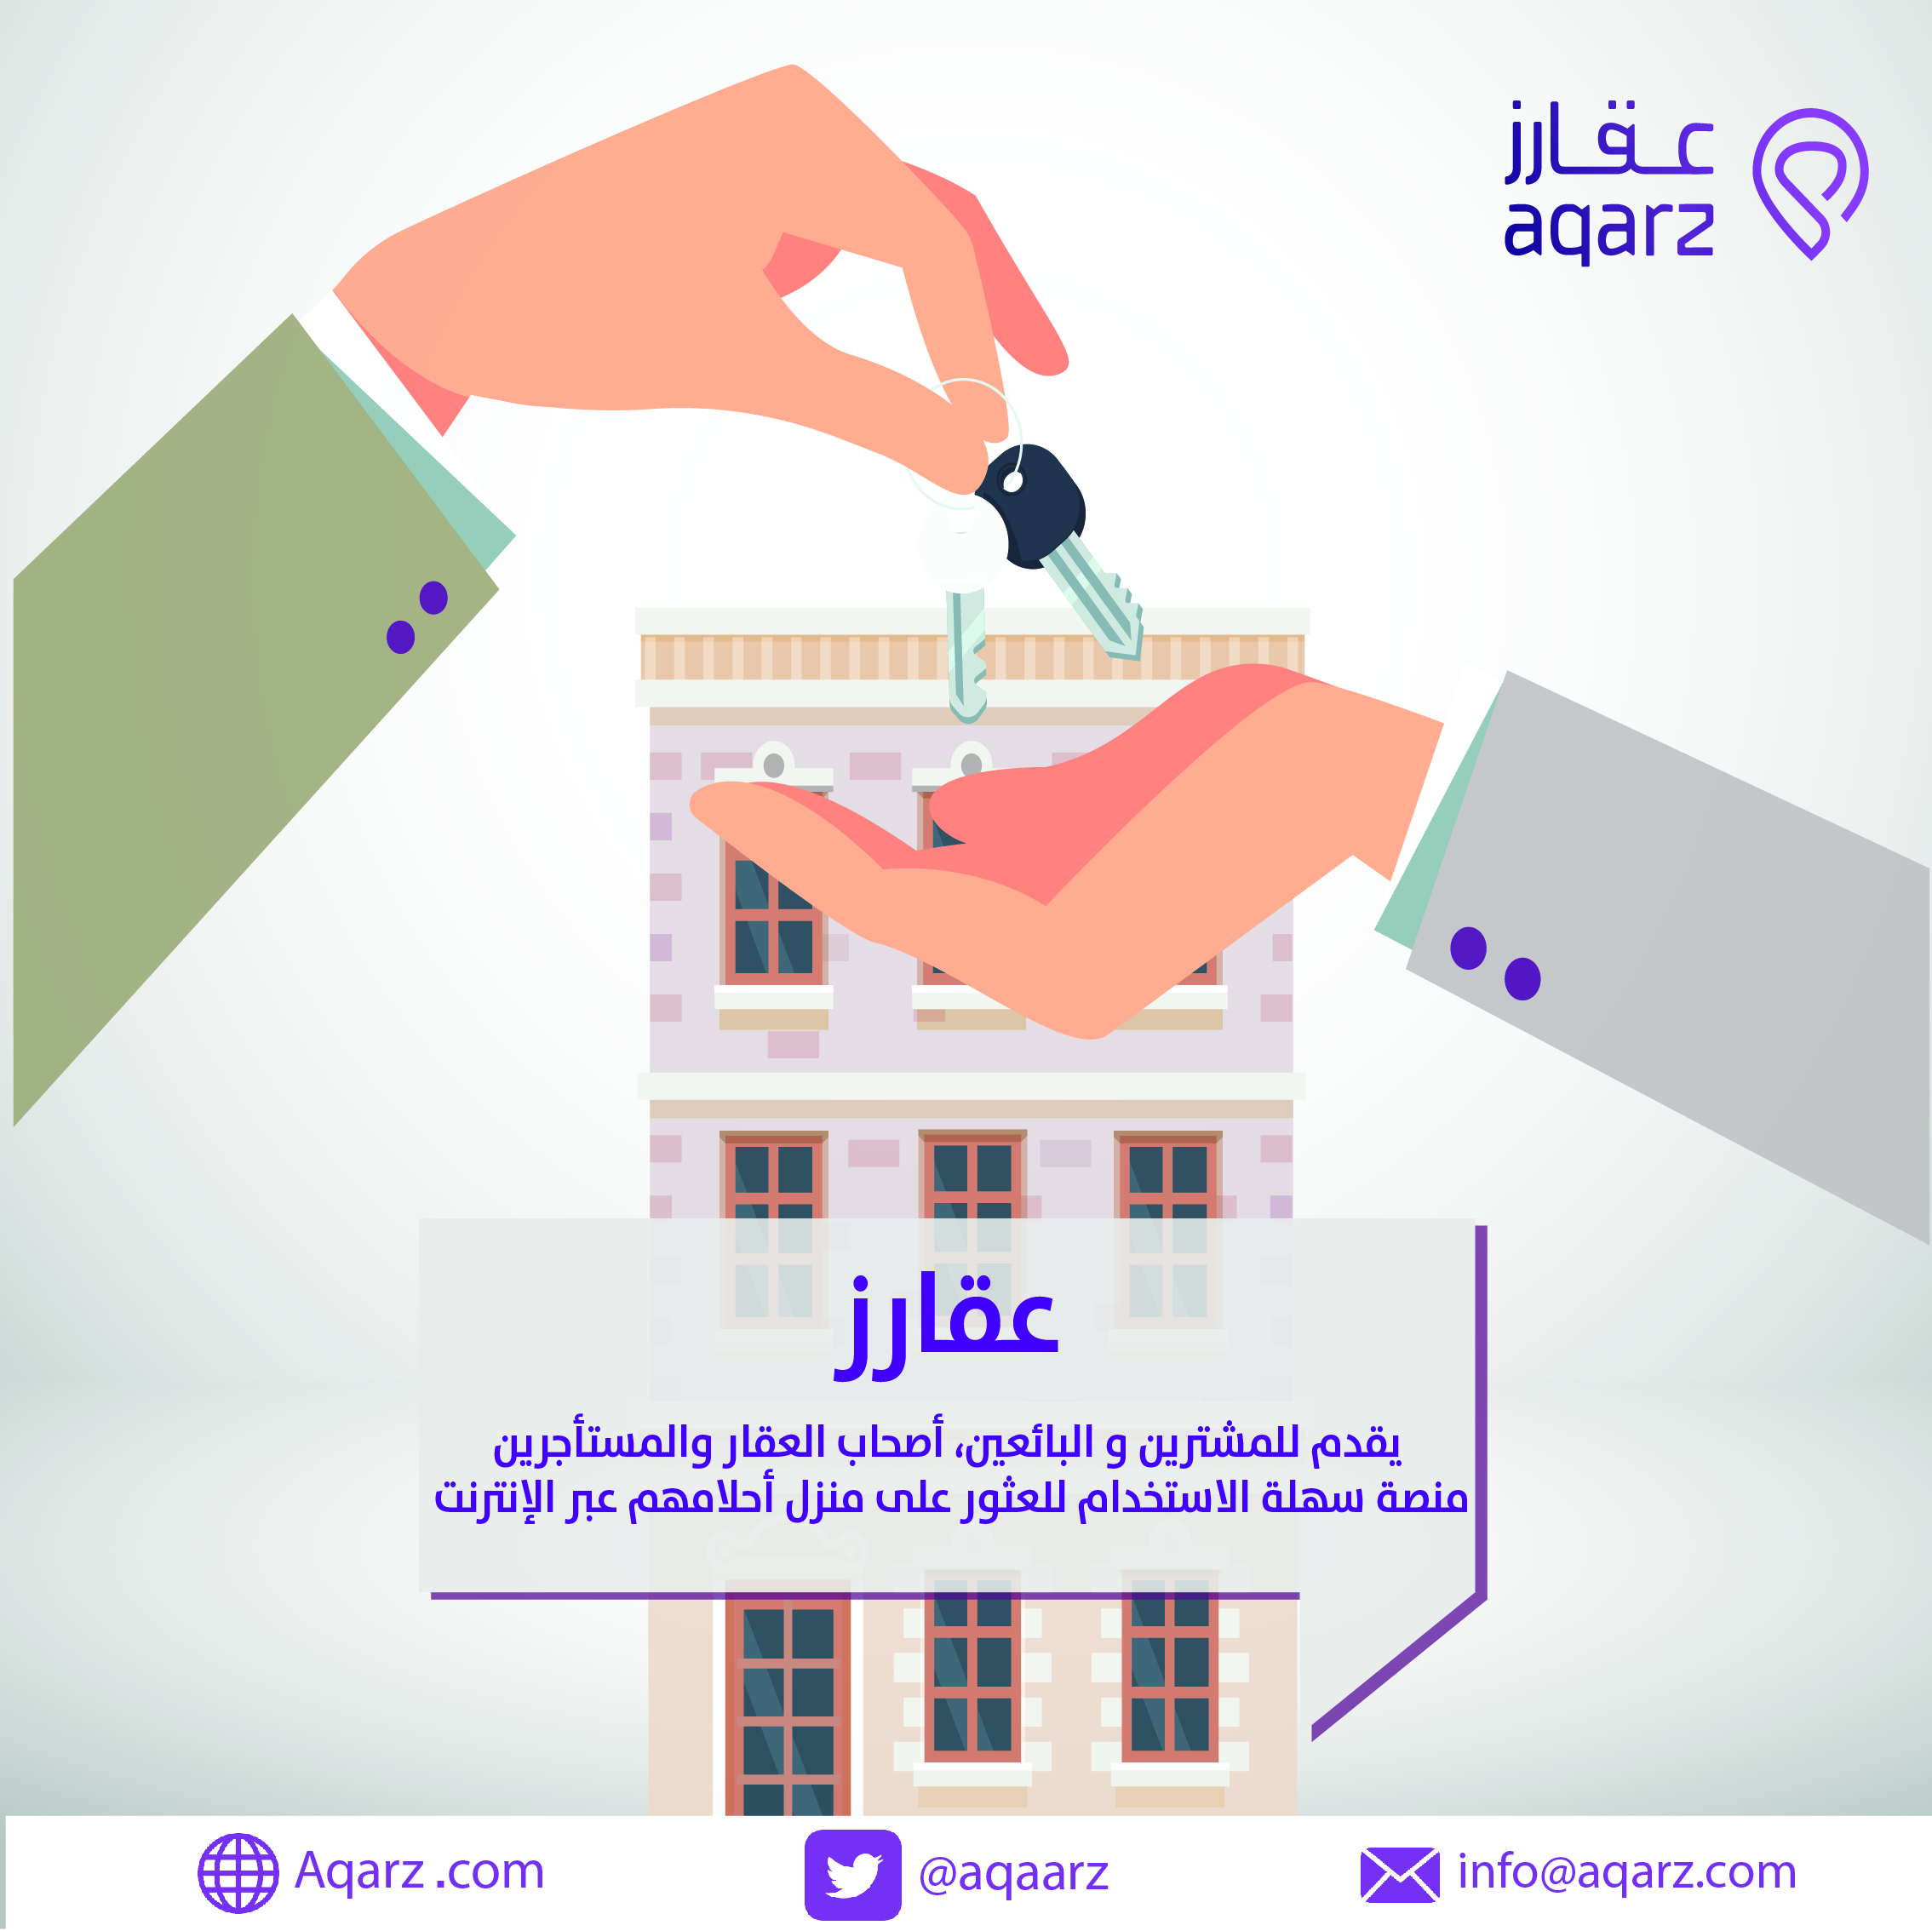 عقارز
aqarz
عقارز
يقدم للمشترين و البائعين، أصحاب العقار والمستأجرين
منصة سهلة الاستخدام للعثور على منزل أحلامهم عبر الإنترنت
Aqarz .com
@aqaarz
info@aqarz.com